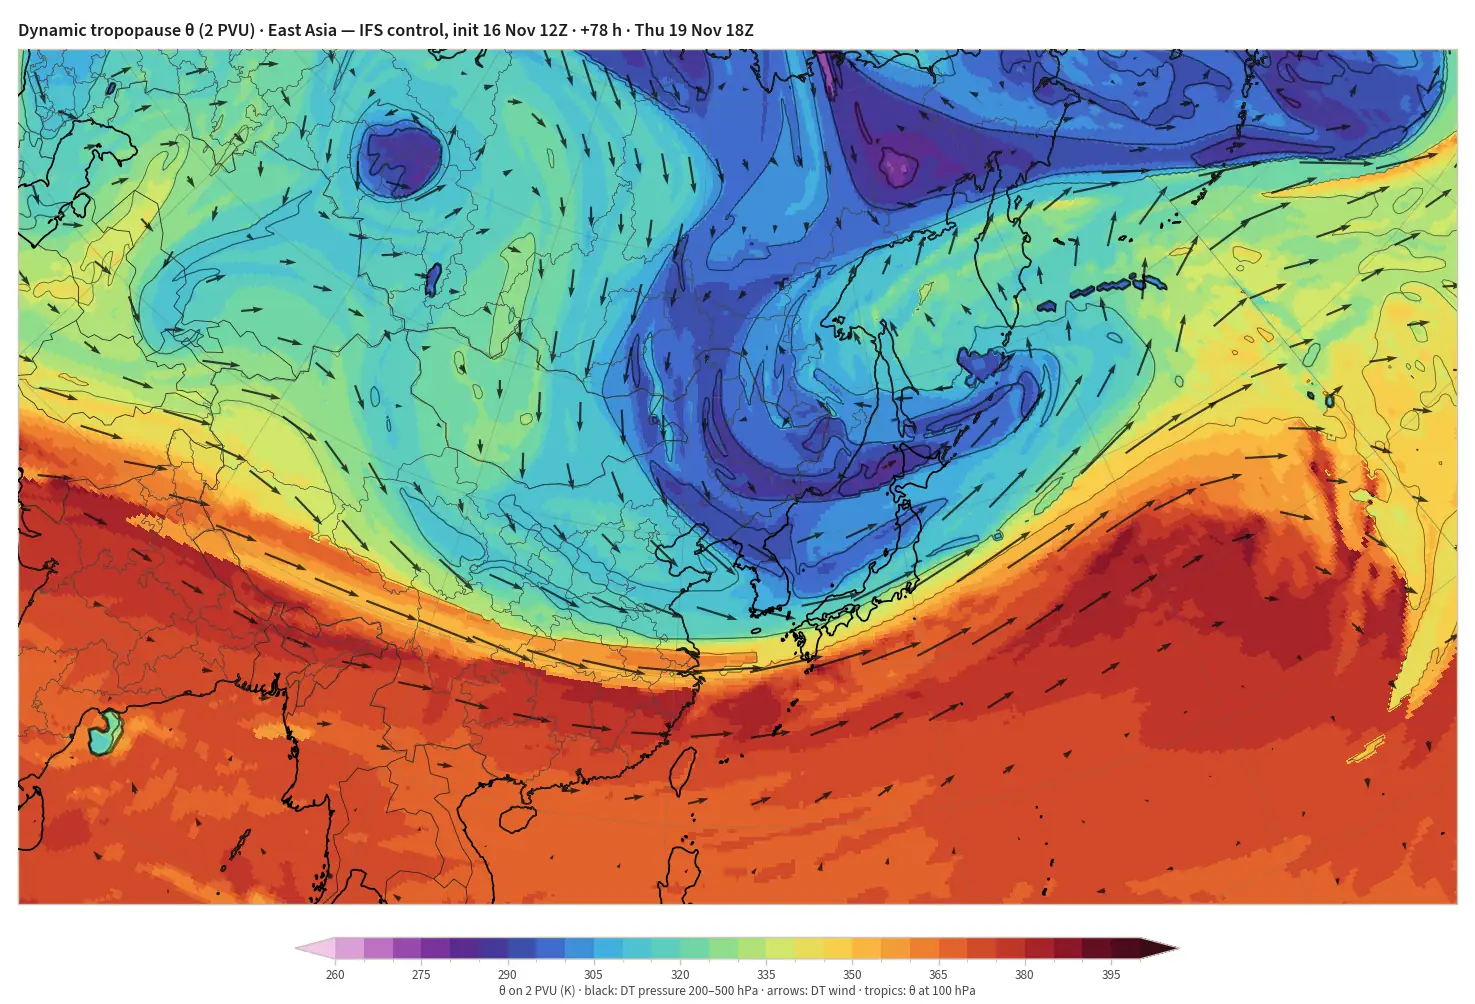 Dynamic tropopause θ (2 PVU) · East Asia — IFS control, init 16 Nov 12Z · +78 h · Thu 19 Nov 18Z
260 275 290 305 320 335 350 365 380 395
θ on 2 PVU (K) · black: DT pressure 200–500 hPa · arrows: DT wind · tropics: θ at 100 hPa